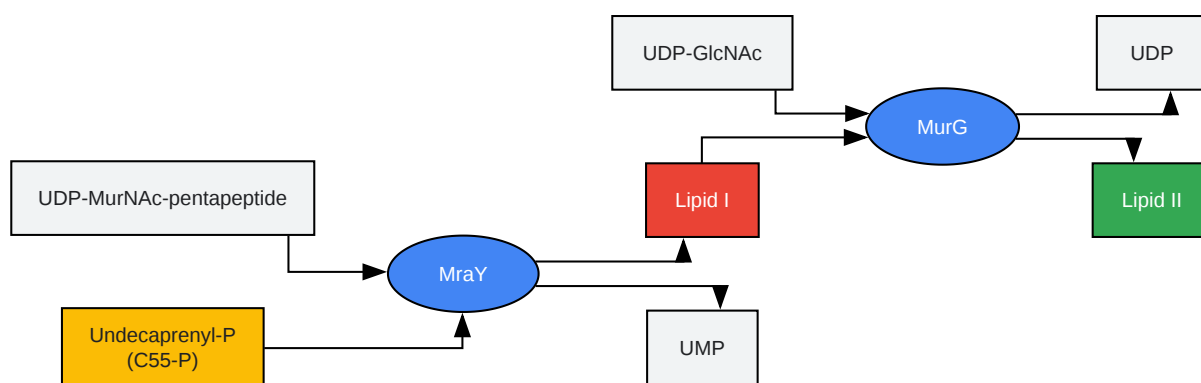 UDP-GlcNAc
UDP
MurG
UDP-MurNAc-pentapeptide
Lipid I
Lipid II
MraY
Undecaprenyl-P
(C55-P)
UMP